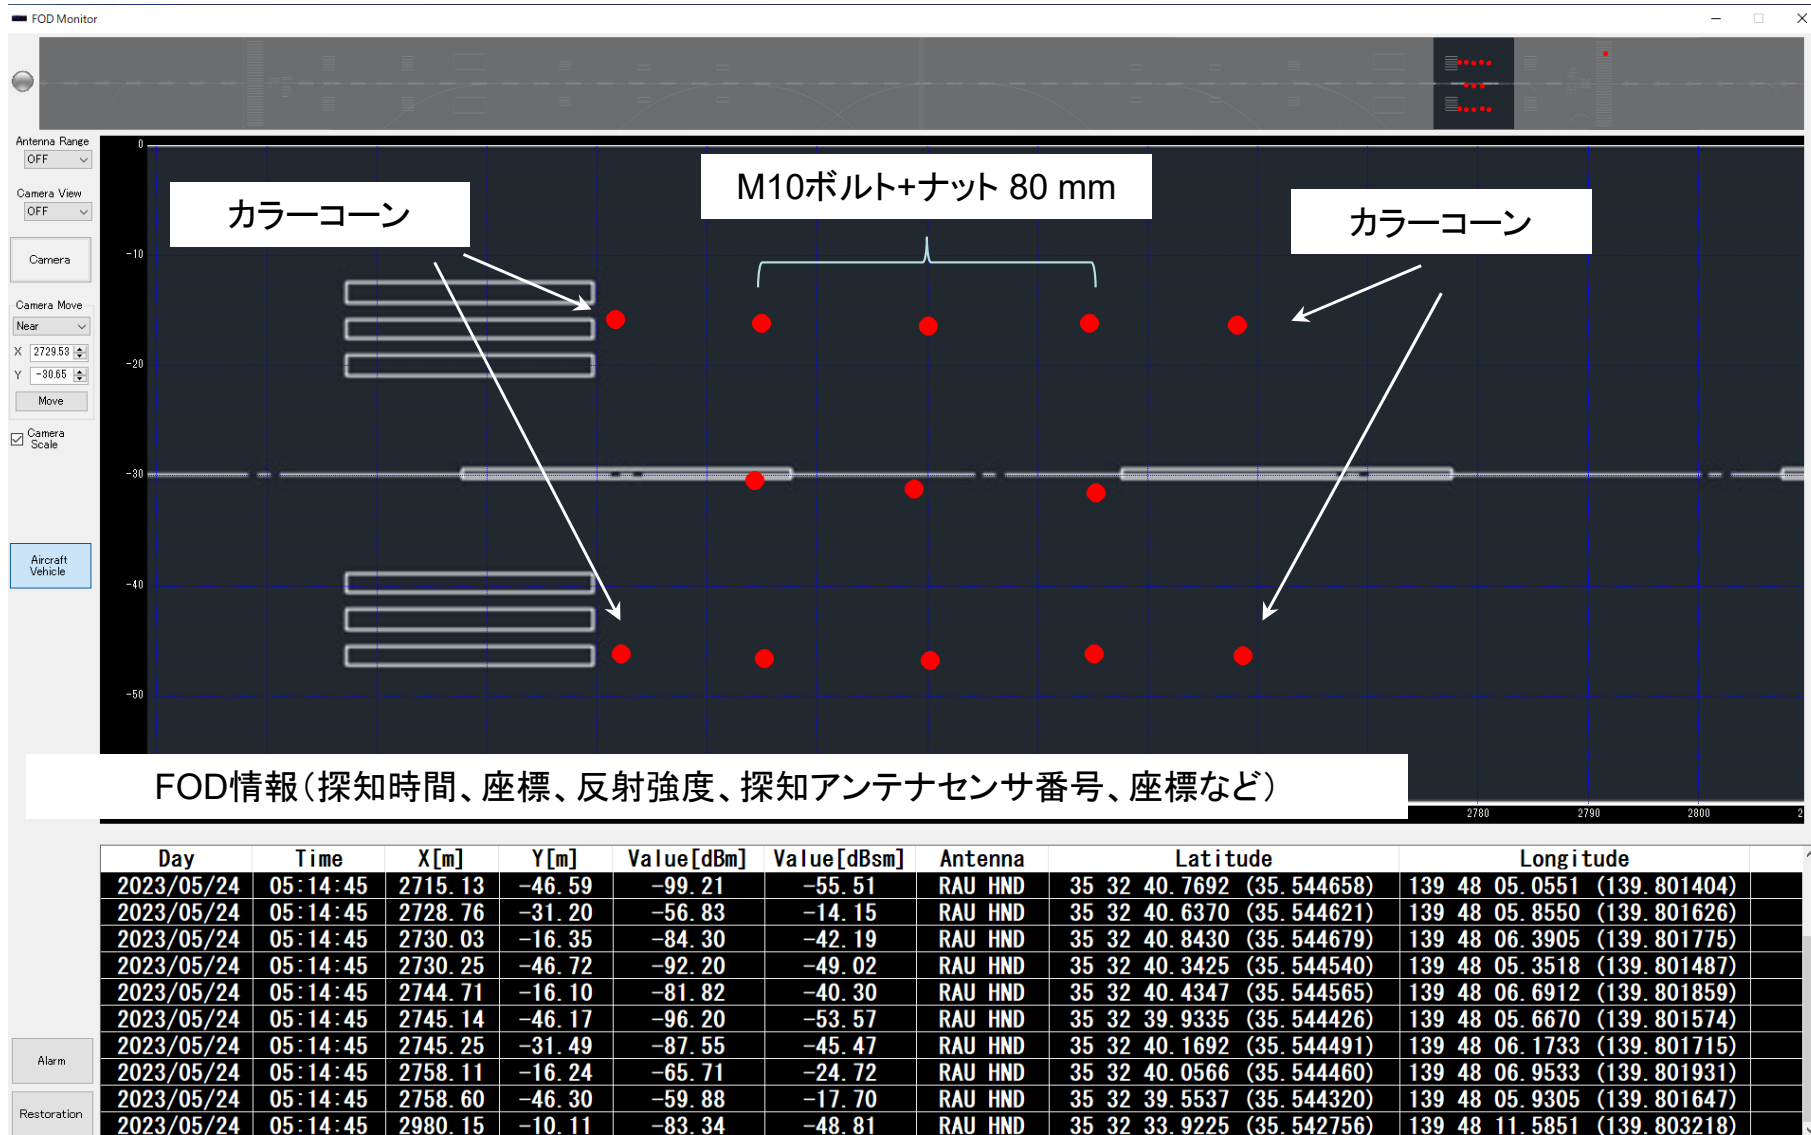 FOD Monitor
Antenna Range
OFF
Camera View
OFF
Camera
Camera Move
Near
X 2729.53
Y -30.65
Move
Camera
Scale
Aircraft
Vehicle
Alarm
Restoration
0
-10
-20
-30
-40
-50
カラーコーン
M10ボルト+ナット 80 mm
カラーコーン
FOD情報(探知時間、座標、反射強度、探知アンテナセンサ番号、座標など)
2780 2790 2800 2
Day Time X[m] Y[m] Value[dBm] Value[dBsm] Antenna Latitude Longitude
2023/05/24 05:14:45 2715.13 -46.59 -99.21 -55.51 RAU HND 35 32 40.7692 (35.544658) 139 48 05.0551 (139.801404)
2023/05/24 05:14:45 2728.76 -31.20 -56.83 -14.15 RAU HND 35 32 40.6370 (35.544621) 139 48 05.8550 (139.801626)
2023/05/24 05:14:45 2730.03 -16.35 -84.30 -42.19 RAU HND 35 32 40.8430 (35.544679) 139 48 06.3905 (139.801775)
2023/05/24 05:14:45 2730.25 -46.72 -92.20 -49.02 RAU HND 35 32 40.3425 (35.544540) 139 48 05.3518 (139.801487)
2023/05/24 05:14:45 2744.71 -16.10 -81.82 -40.30 RAU HND 35 32 40.4347 (35.544565) 139 48 06.6912 (139.801859)
2023/05/24 05:14:45 2745.14 -46.17 -96.20 -53.57 RAU HND 35 32 39.9335 (35.544426) 139 48 05.6670 (139.801574)
2023/05/24 05:14:45 2745.25 -31.49 -87.55 -45.47 RAU HND 35 32 40.1692 (35.544491) 139 48 06.1733 (139.801715)
2023/05/24 05:14:45 2758.11 -16.24 -65.71 -24.72 RAU HND 35 32 40.0566 (35.544460) 139 48 06.9533 (139.801931)
2023/05/24 05:14:45 2758.60 -46.30 -59.88 -17.70 RAU HND 35 32 39.5537 (35.544320) 139 48 05.9305 (139.801647)
2023/05/24 05:14:45 2980.15 -10.11 -83.34 -48.81 RAU HND 35 32 33.9225 (35.542756) 139 48 11.5851 (139.803218)